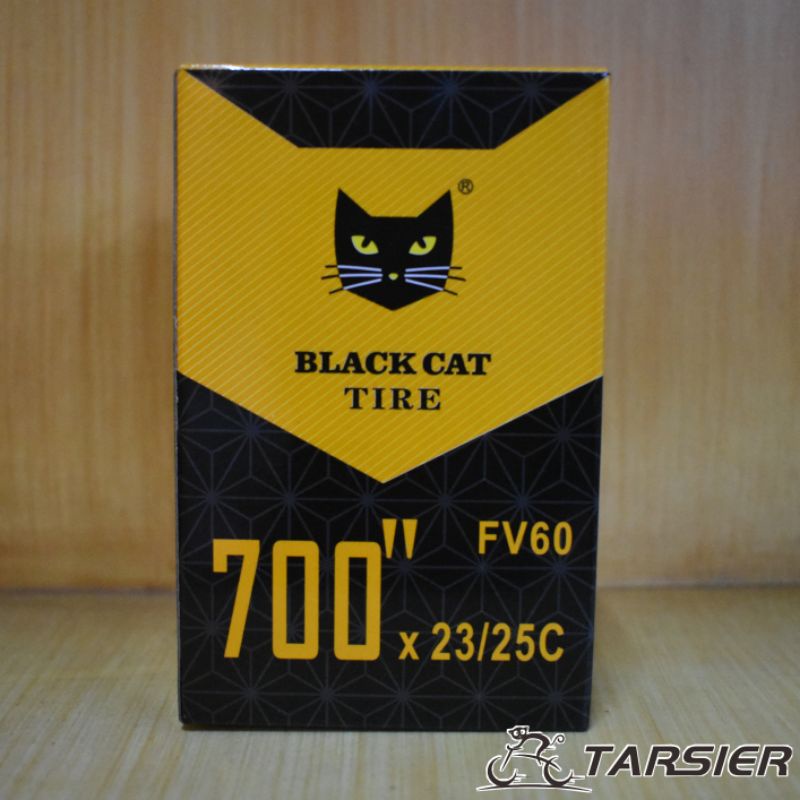 ®
BLACK CAT
TIRE
FV60
700"
x 23/25C
TARSIER